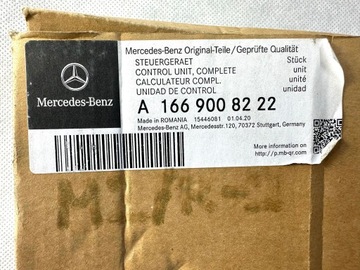 Mercedes-Benz
Mercedes-Benz Original-Teile/Geprüfte Qualität
STEUERGERAET Stück
CONTROL UNIT, COMPLETE unit
CALCULATEUR COMPL. unité
UNIDAD DE CONTROL unidad
A 166 900 82 22
Made in ROMANIA 15446081 01.04.20
Mercedes-Benz AG, Mercedesstr.120, 70372 Stuttgart, Germany
More information on
http://p.mb-qr.com